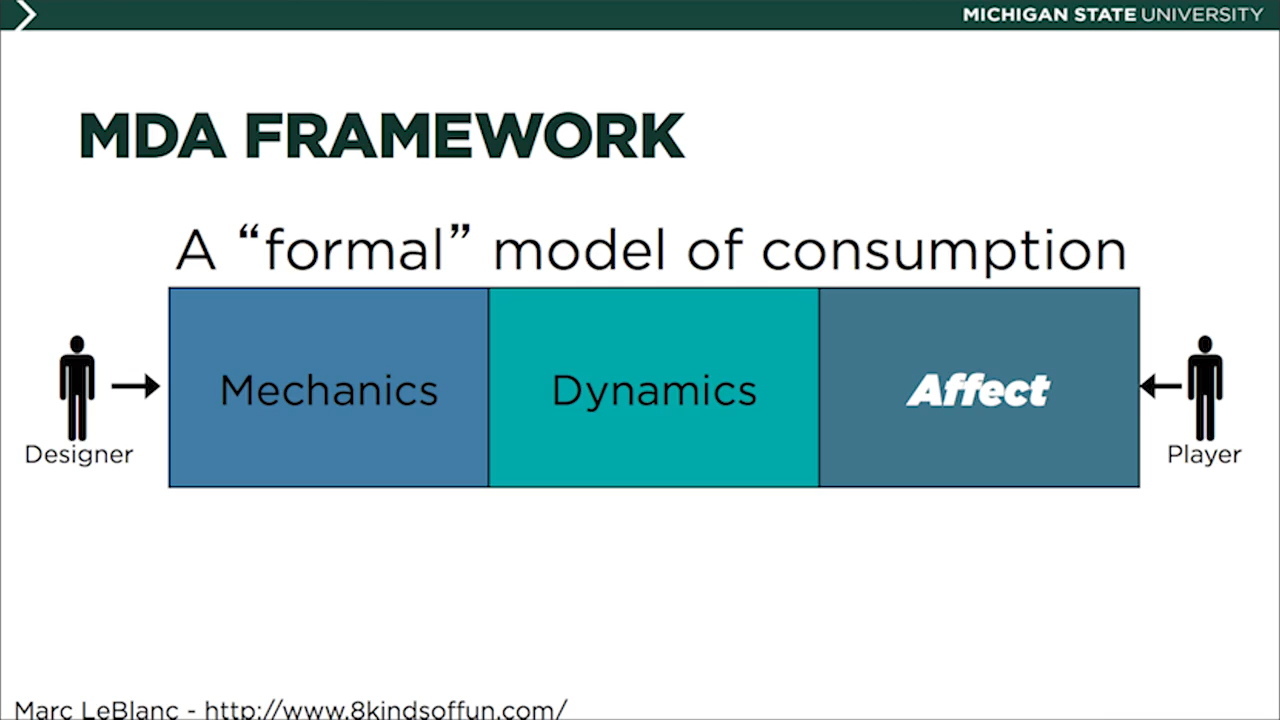 MICHIGAN STATE UNIVERSITY
MDA FRAMEWORK
A “formal” model of consumption
Mechanics
Dynamics
Affect
Designer
Player
Marc LeBlanc - http://www.8kindsoffun.com/